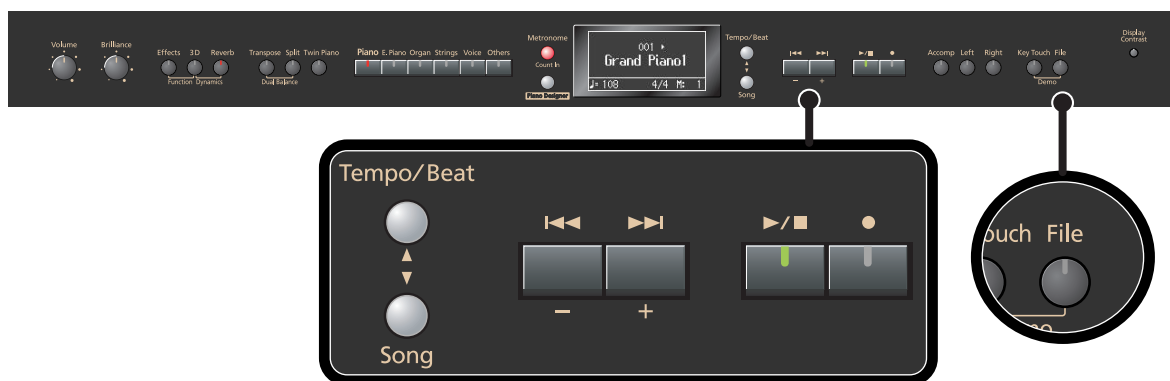 Volume
Brilliance
Effects 3D Reverb
Function Dynamics
Transpose Split Twin Piano
Dual Balance
Piano E. Piano Organ Strings Voice Others
Metronome
Count In
Piano Designer
001 ▸
Grand Piano1
♩= 108 4/4 M: 1
Tempo/Beat
▲
▼
Song
|◀◀ ▶▶|
− +
▶/■ ●
Accomp Left Right
Key Touch File
Demo
Display
Contrast
Tempo/Beat
▲
▼
Song
|◀◀ ▶▶| ▶/■ ●
− +
ouch File
mo